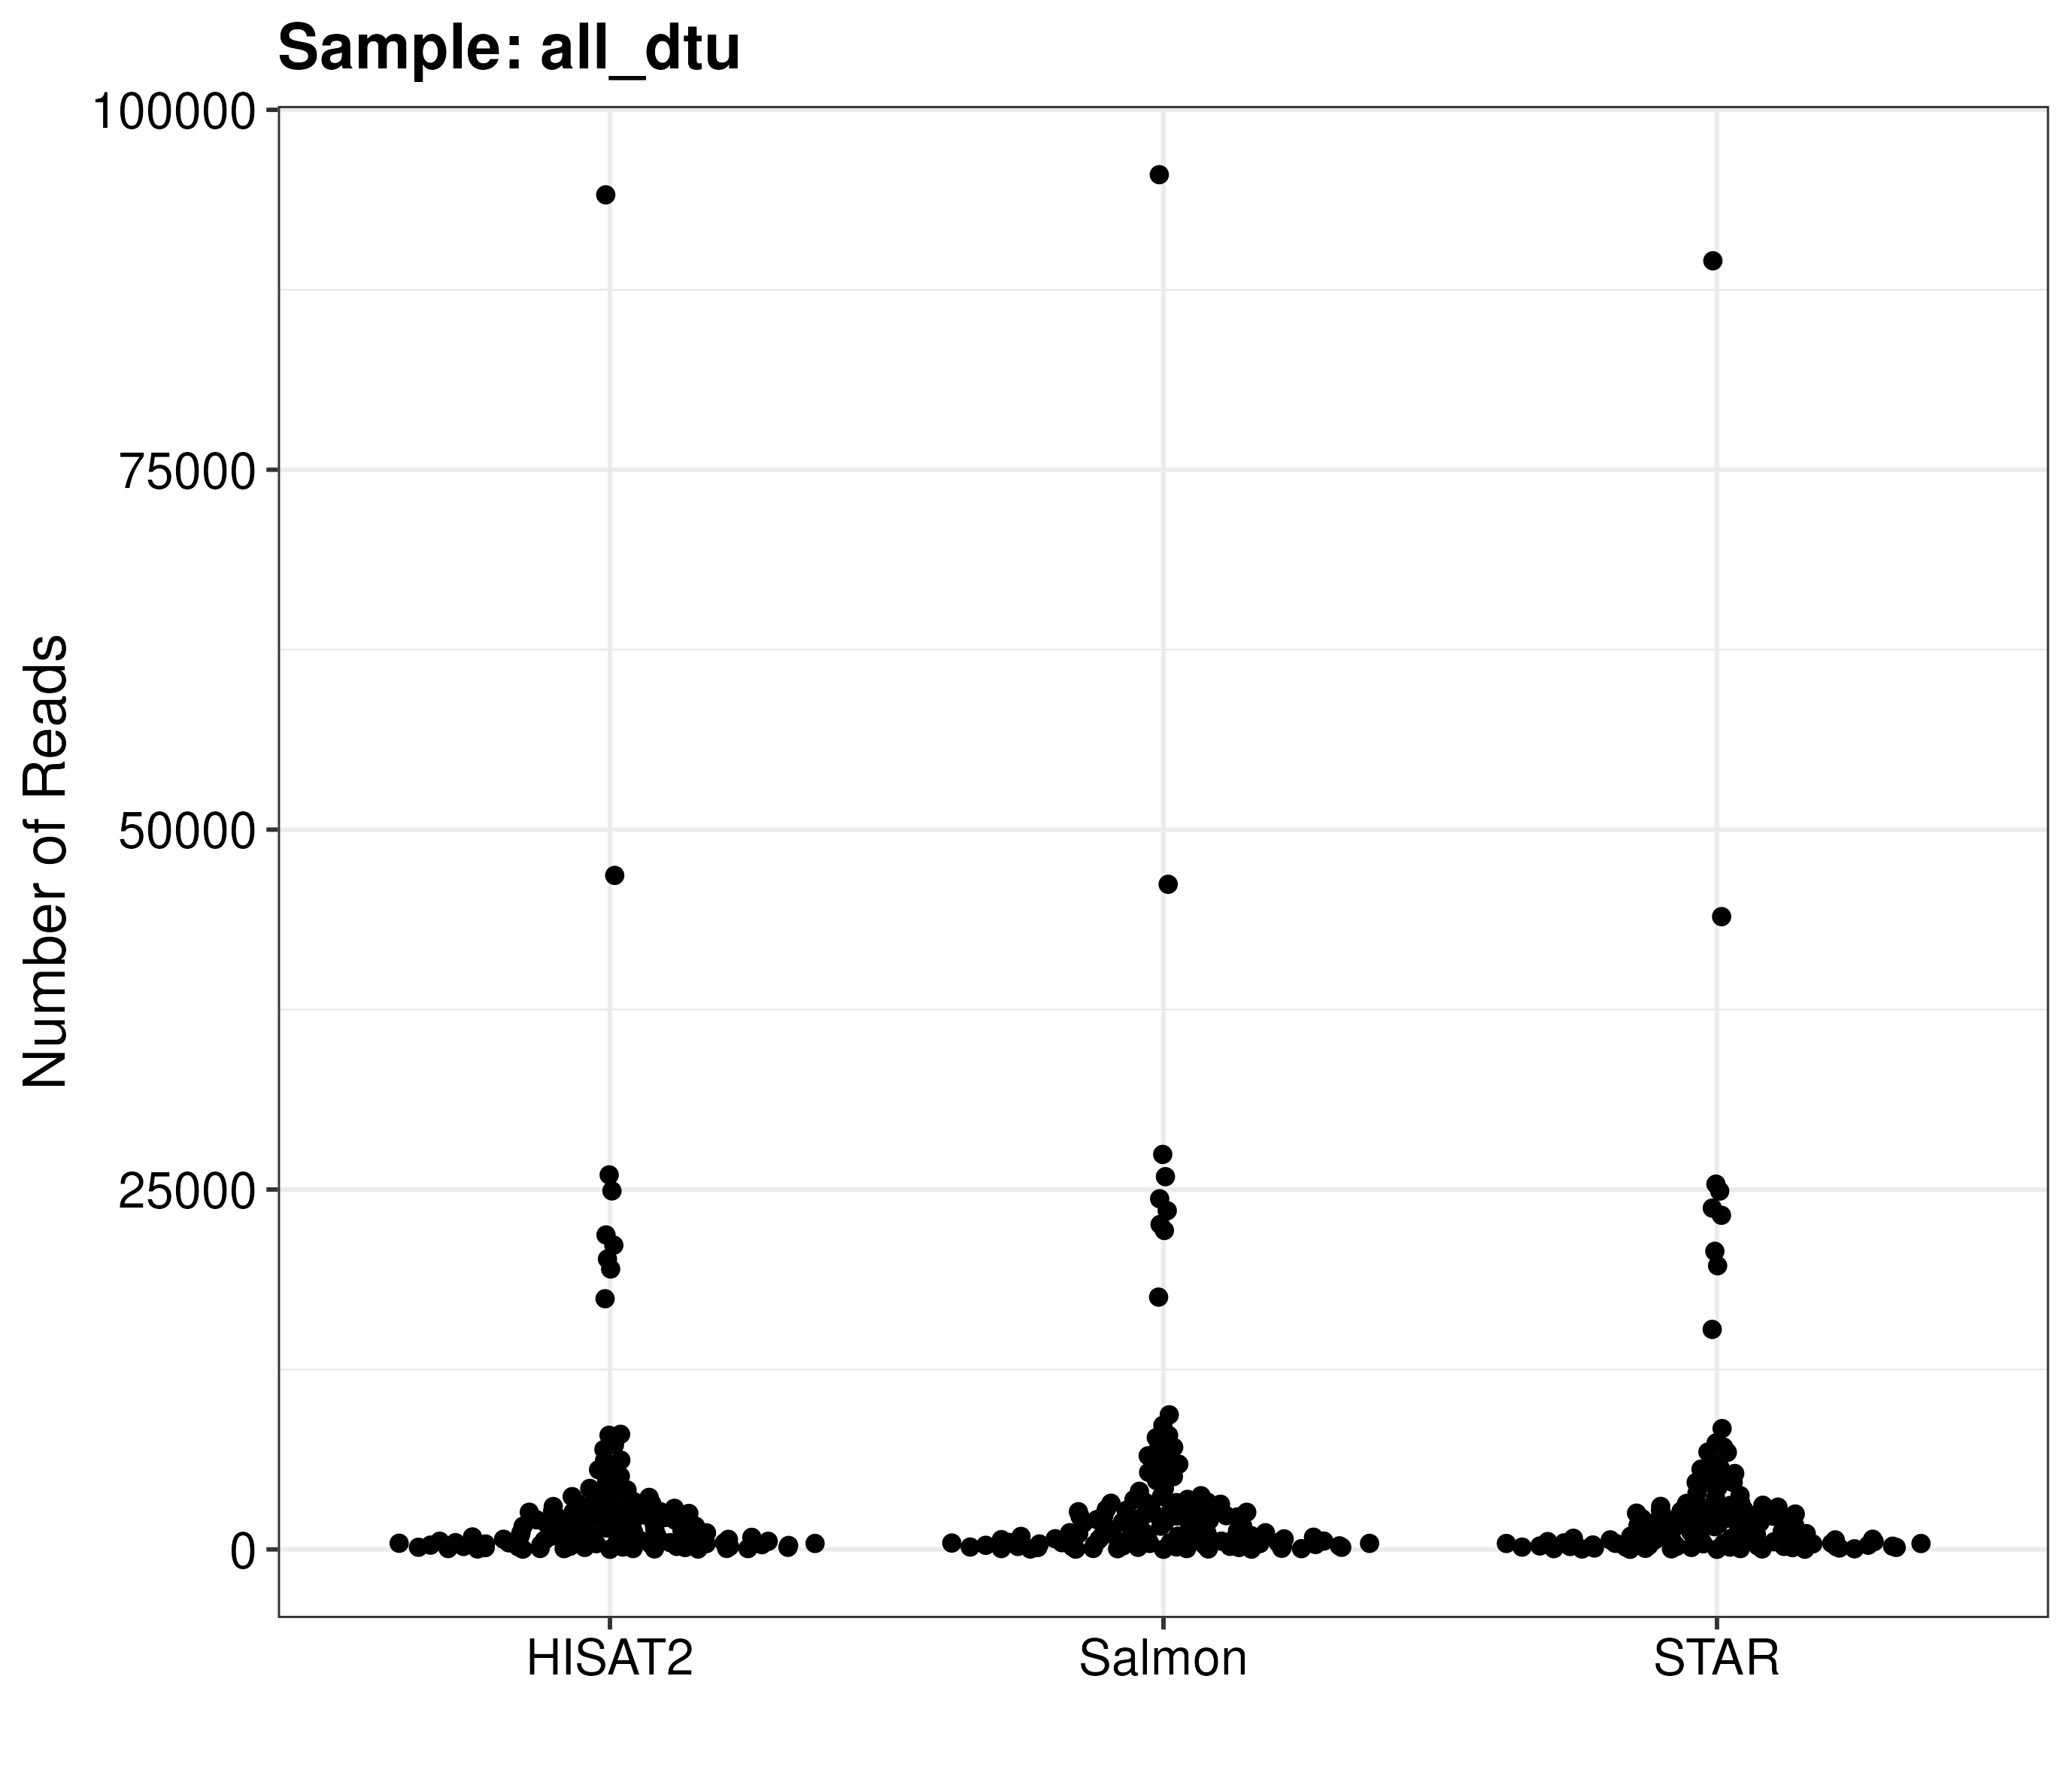 Sample: all_dtu
100000
75000
50000
25000
0
Number of Reads
HISAT2
Salmon
STAR